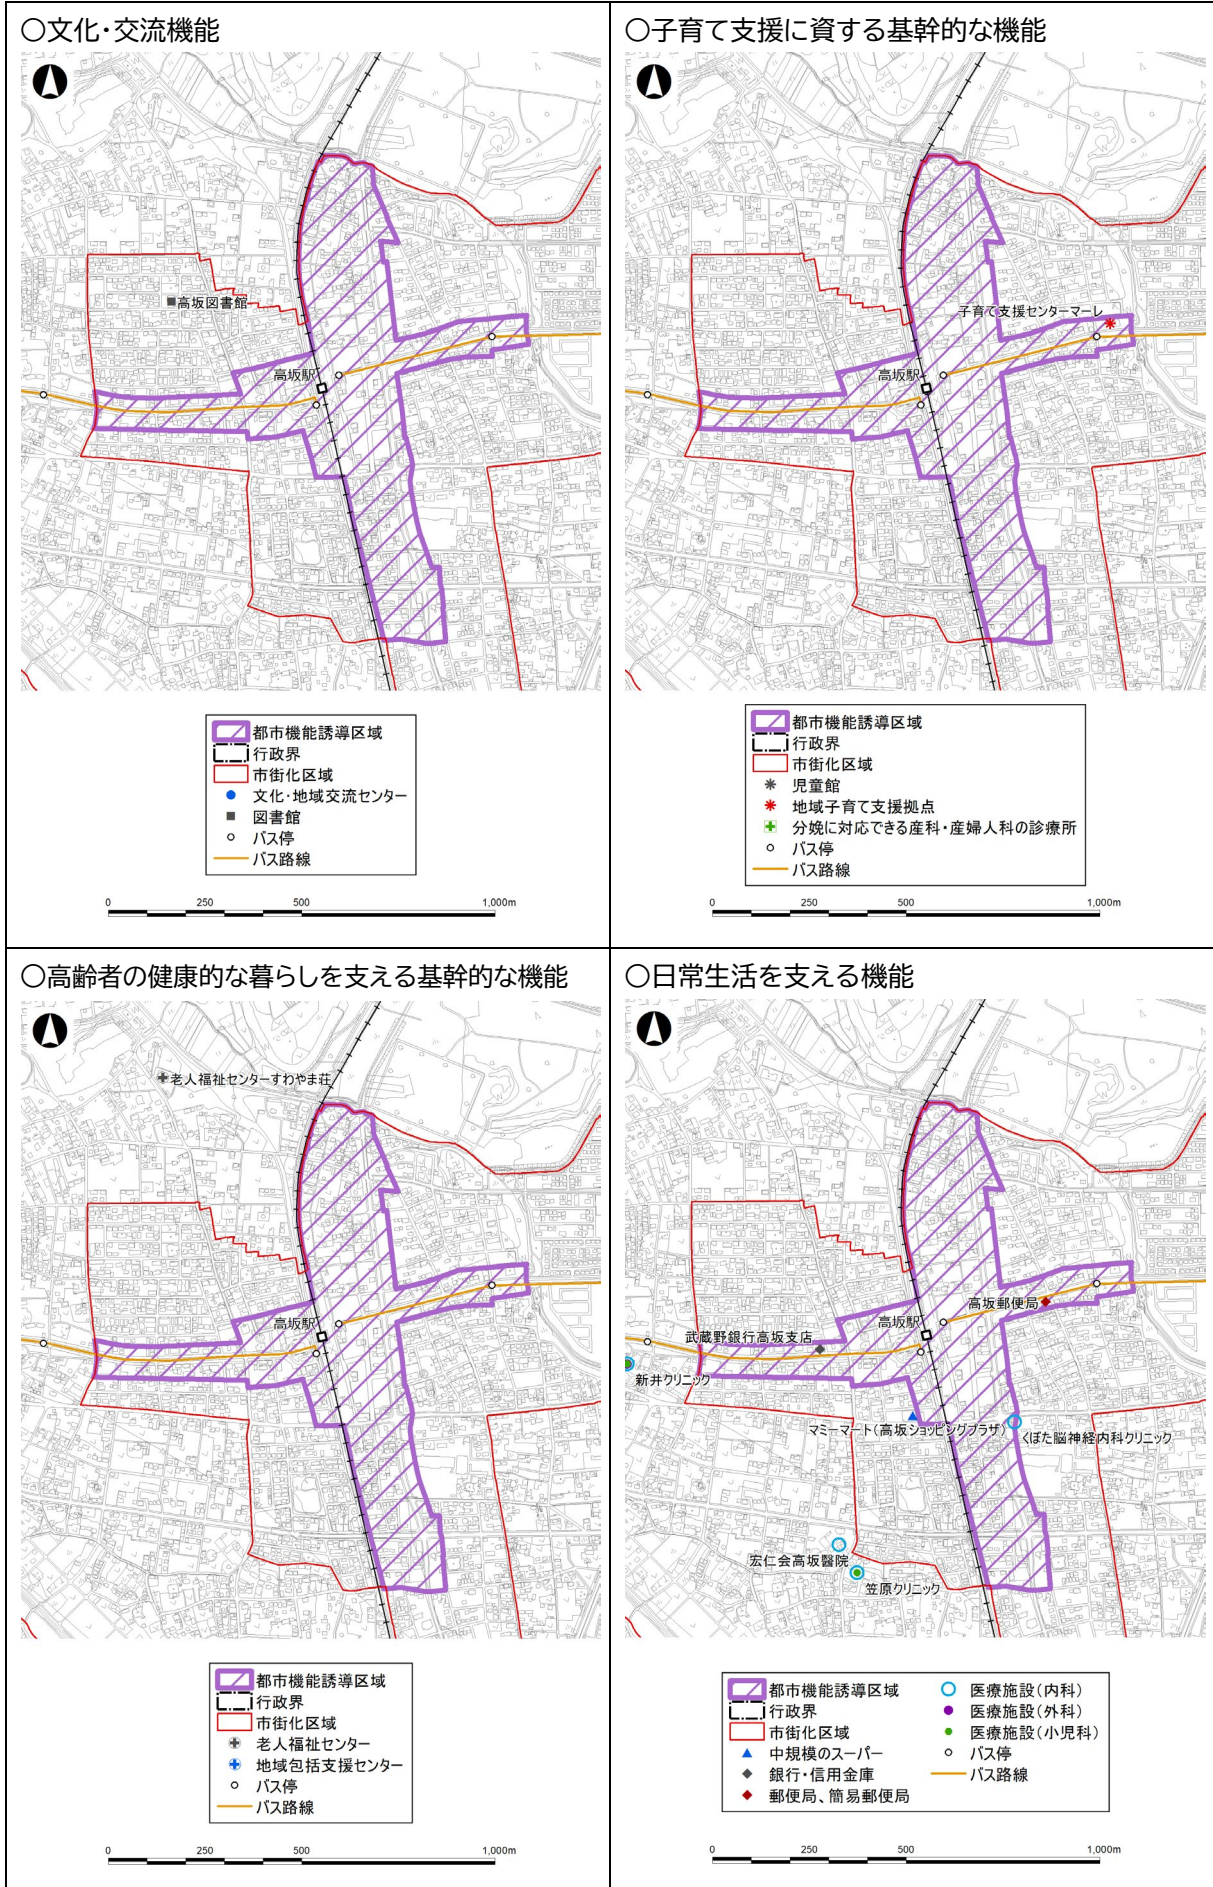 〇文化・交流機能
高坂図書館
高坂駅
都市機能誘導区域
行政界
市街化区域
文化・地域交流センター
図書館
バス停
バス路線
0 250 500 1,000m
〇子育て支援に資する基幹的な機能
子育て支援センターマーレ
高坂駅
都市機能誘導区域
行政界
市街化区域
児童館
地域子育て支援拠点
分娩に対応できる産科・産婦人科の診療所
バス停
バス路線
0 250 500 1,000m
〇高齢者の健康的な暮らしを支える基幹的な機能
老人福祉センターすわやま荘
高坂駅
都市機能誘導区域
行政界
市街化区域
老人福祉センター
地域包括支援センター
バス停
バス路線
0 250 500 1,000m
〇日常生活を支える機能
高坂郵便局
高坂駅
武蔵野銀行高坂支店
新井クリニック
マミーマート(高坂ショッピングプラザ)
くぼた脳神経内科クリニック
宏仁会高坂醫院
笠原クリニック
都市機能誘導区域
行政界
市街化区域
中規模のスーパー
銀行・信用金庫
郵便局、簡易郵便局
医療施設(内科)
医療施設(外科)
医療施設(小児科)
バス停
バス路線
0 250 500 1,000m